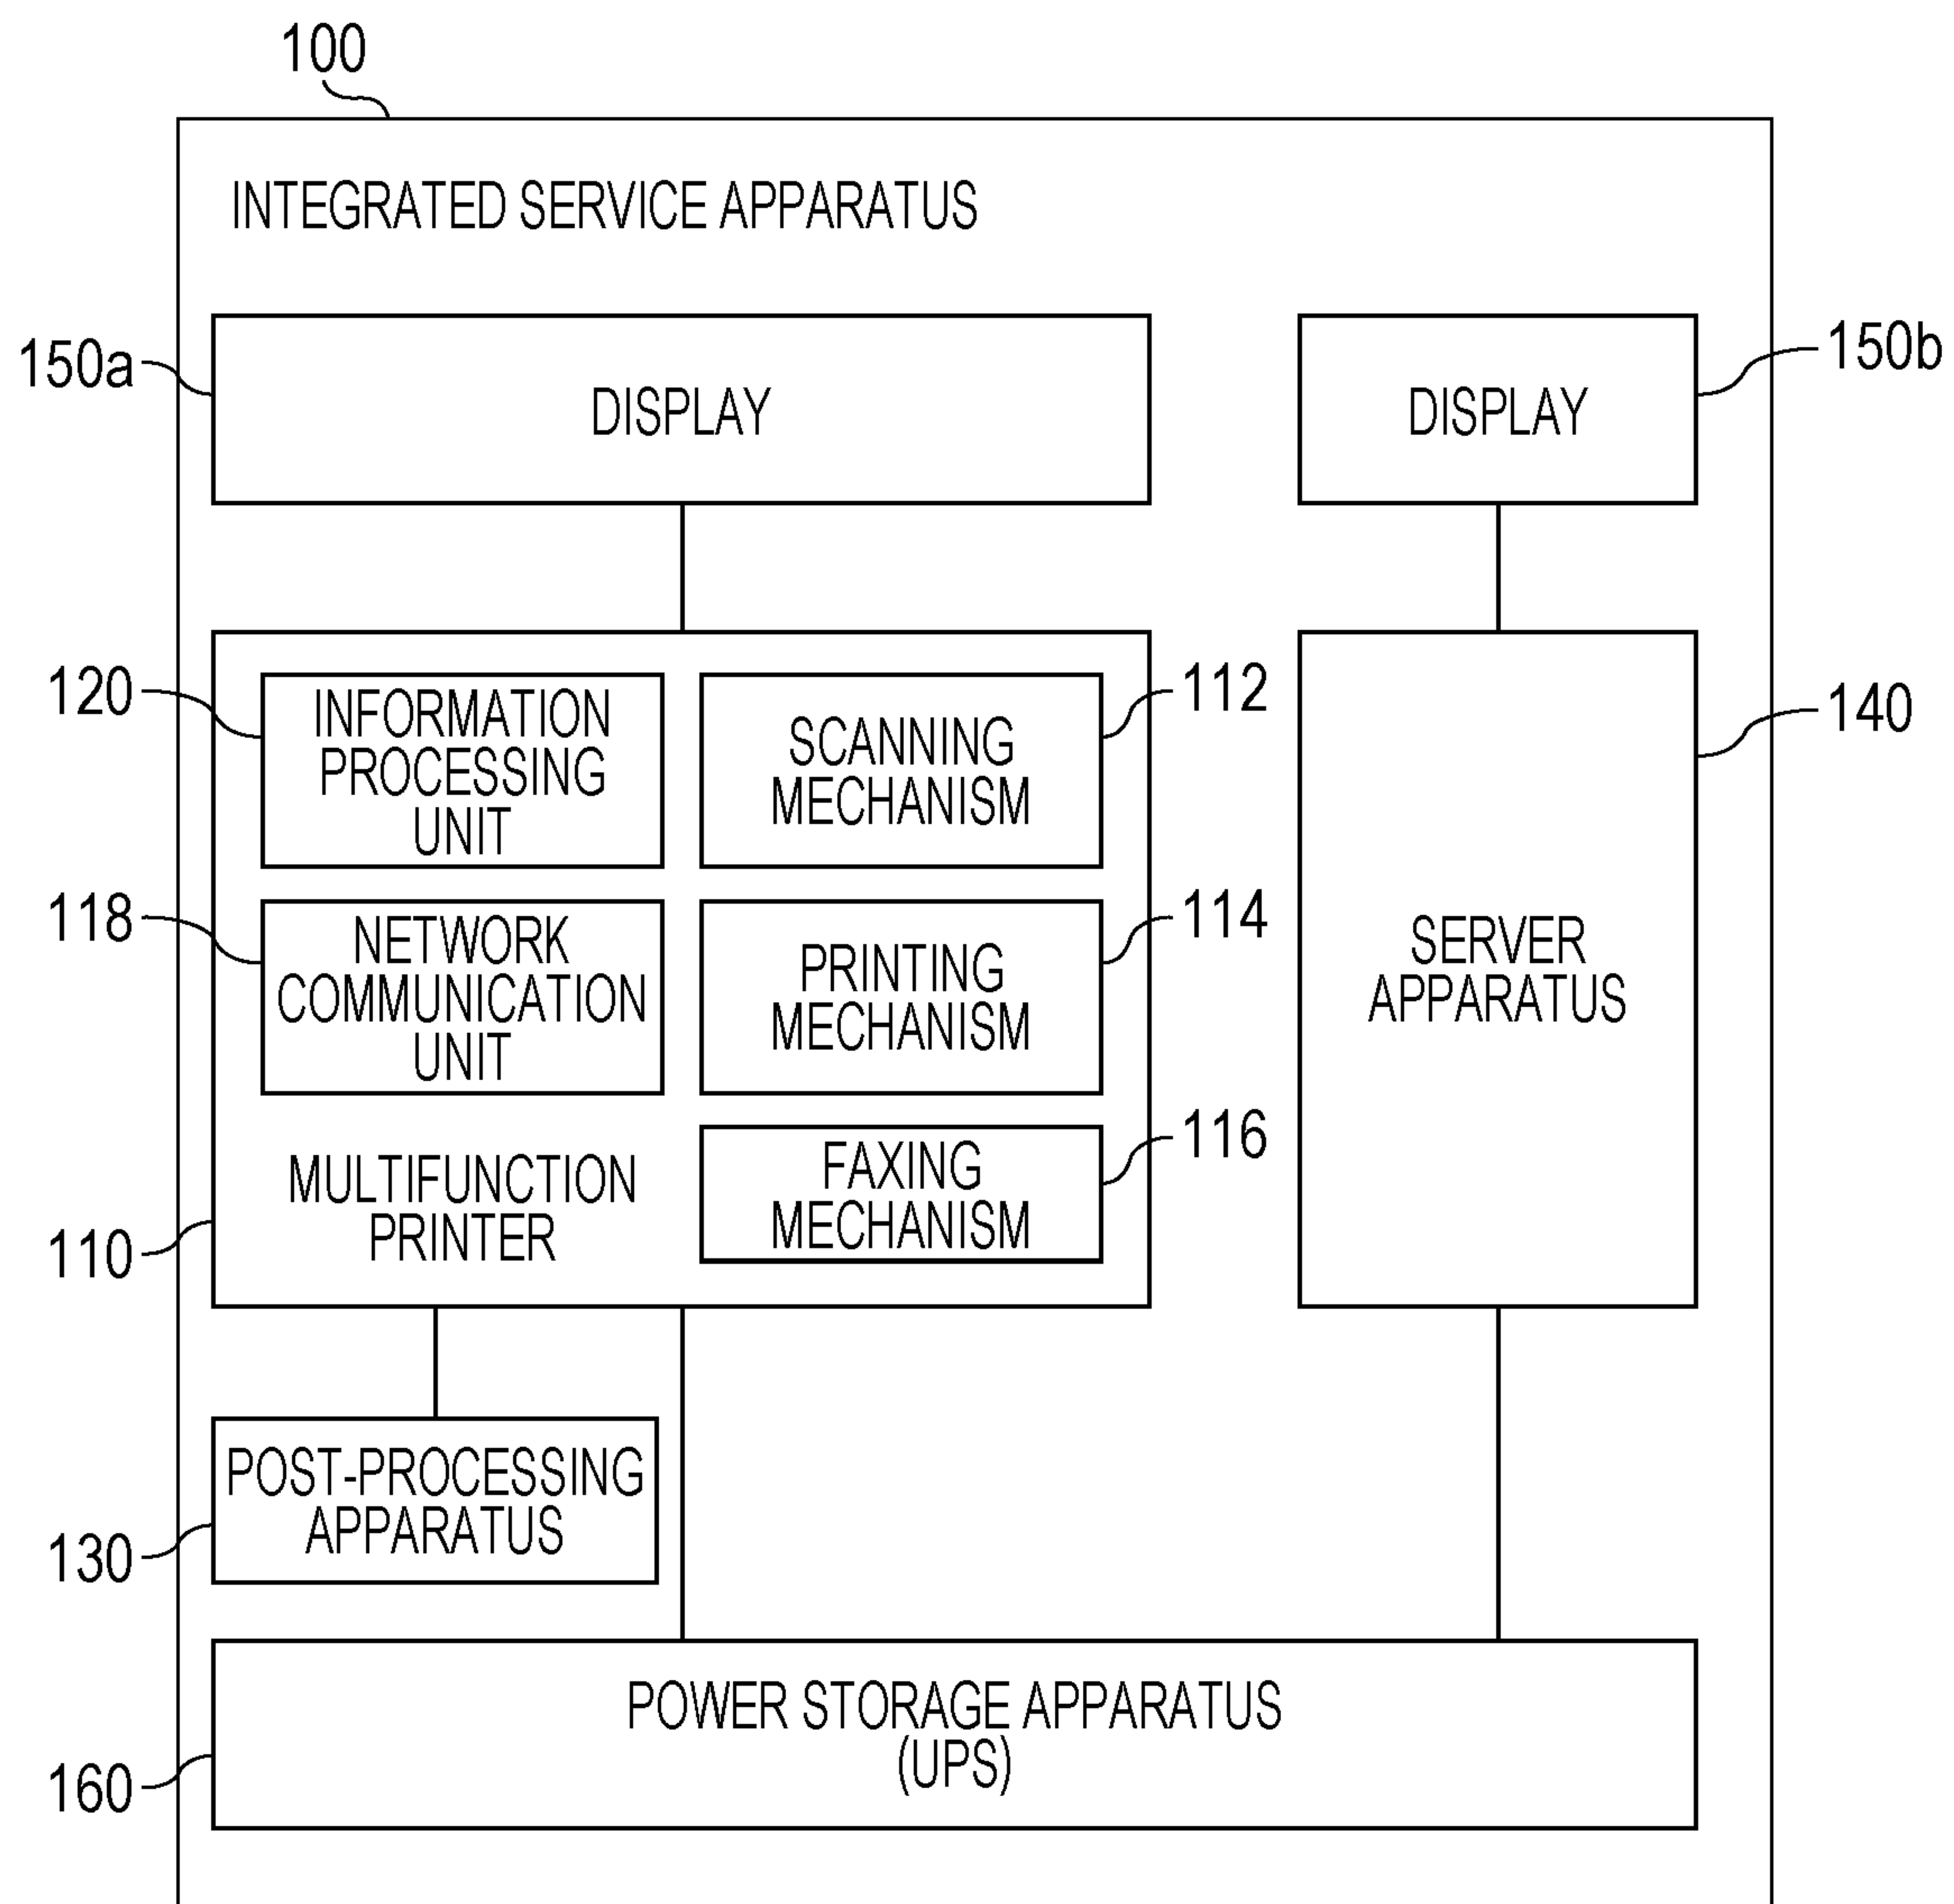 100
INTEGRATED SERVICE APPARATUS
150a
DISPLAY
DISPLAY
150b
120
INFORMATION
PROCESSING
UNIT
SCANNING
MECHANISM
112
140
118
NETWORK
COMMUNICATION
UNIT
PRINTING
MECHANISM
114
SERVER
APPARATUS
110
MULTIFUNCTION
PRINTER
FAXING
MECHANISM
116
POST-PROCESSING
APPARATUS
130
POWER STORAGE APPARATUS
(UPS)
160